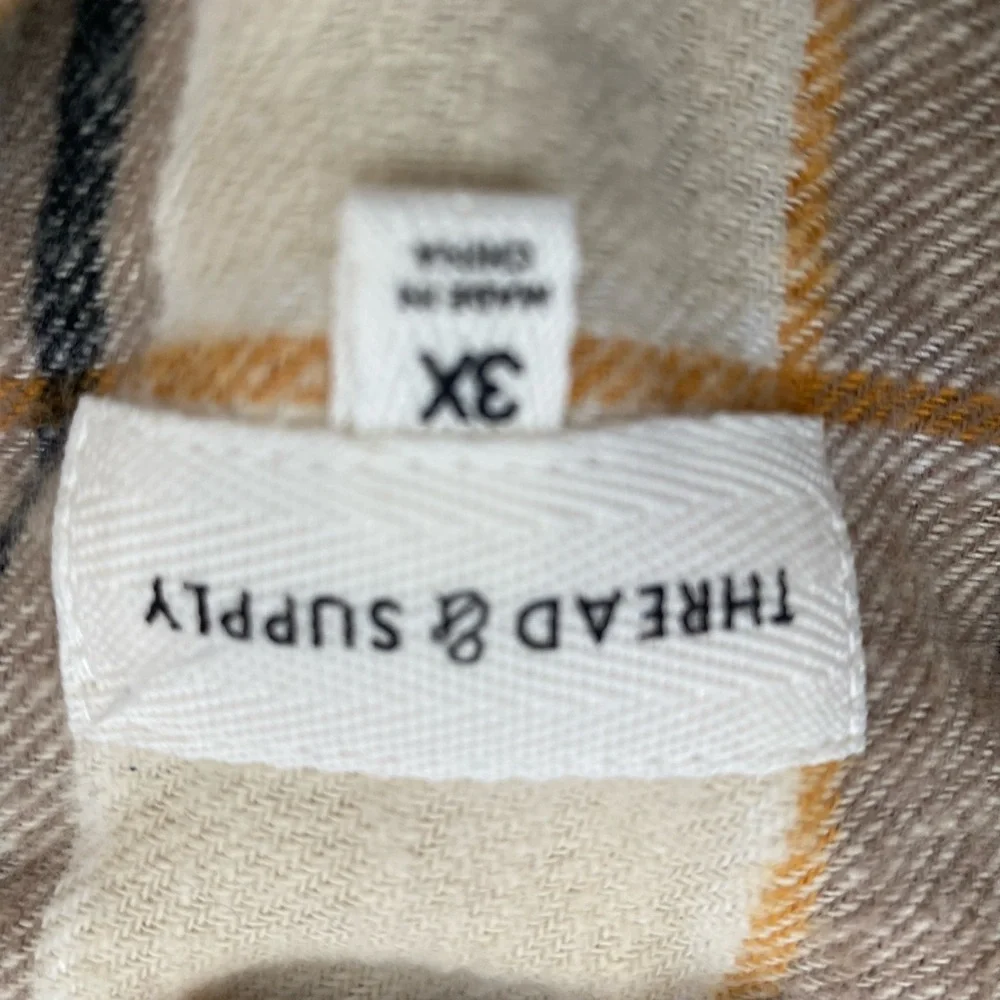 THREAD & SUPPLY
3X
MADE IN
CHINA